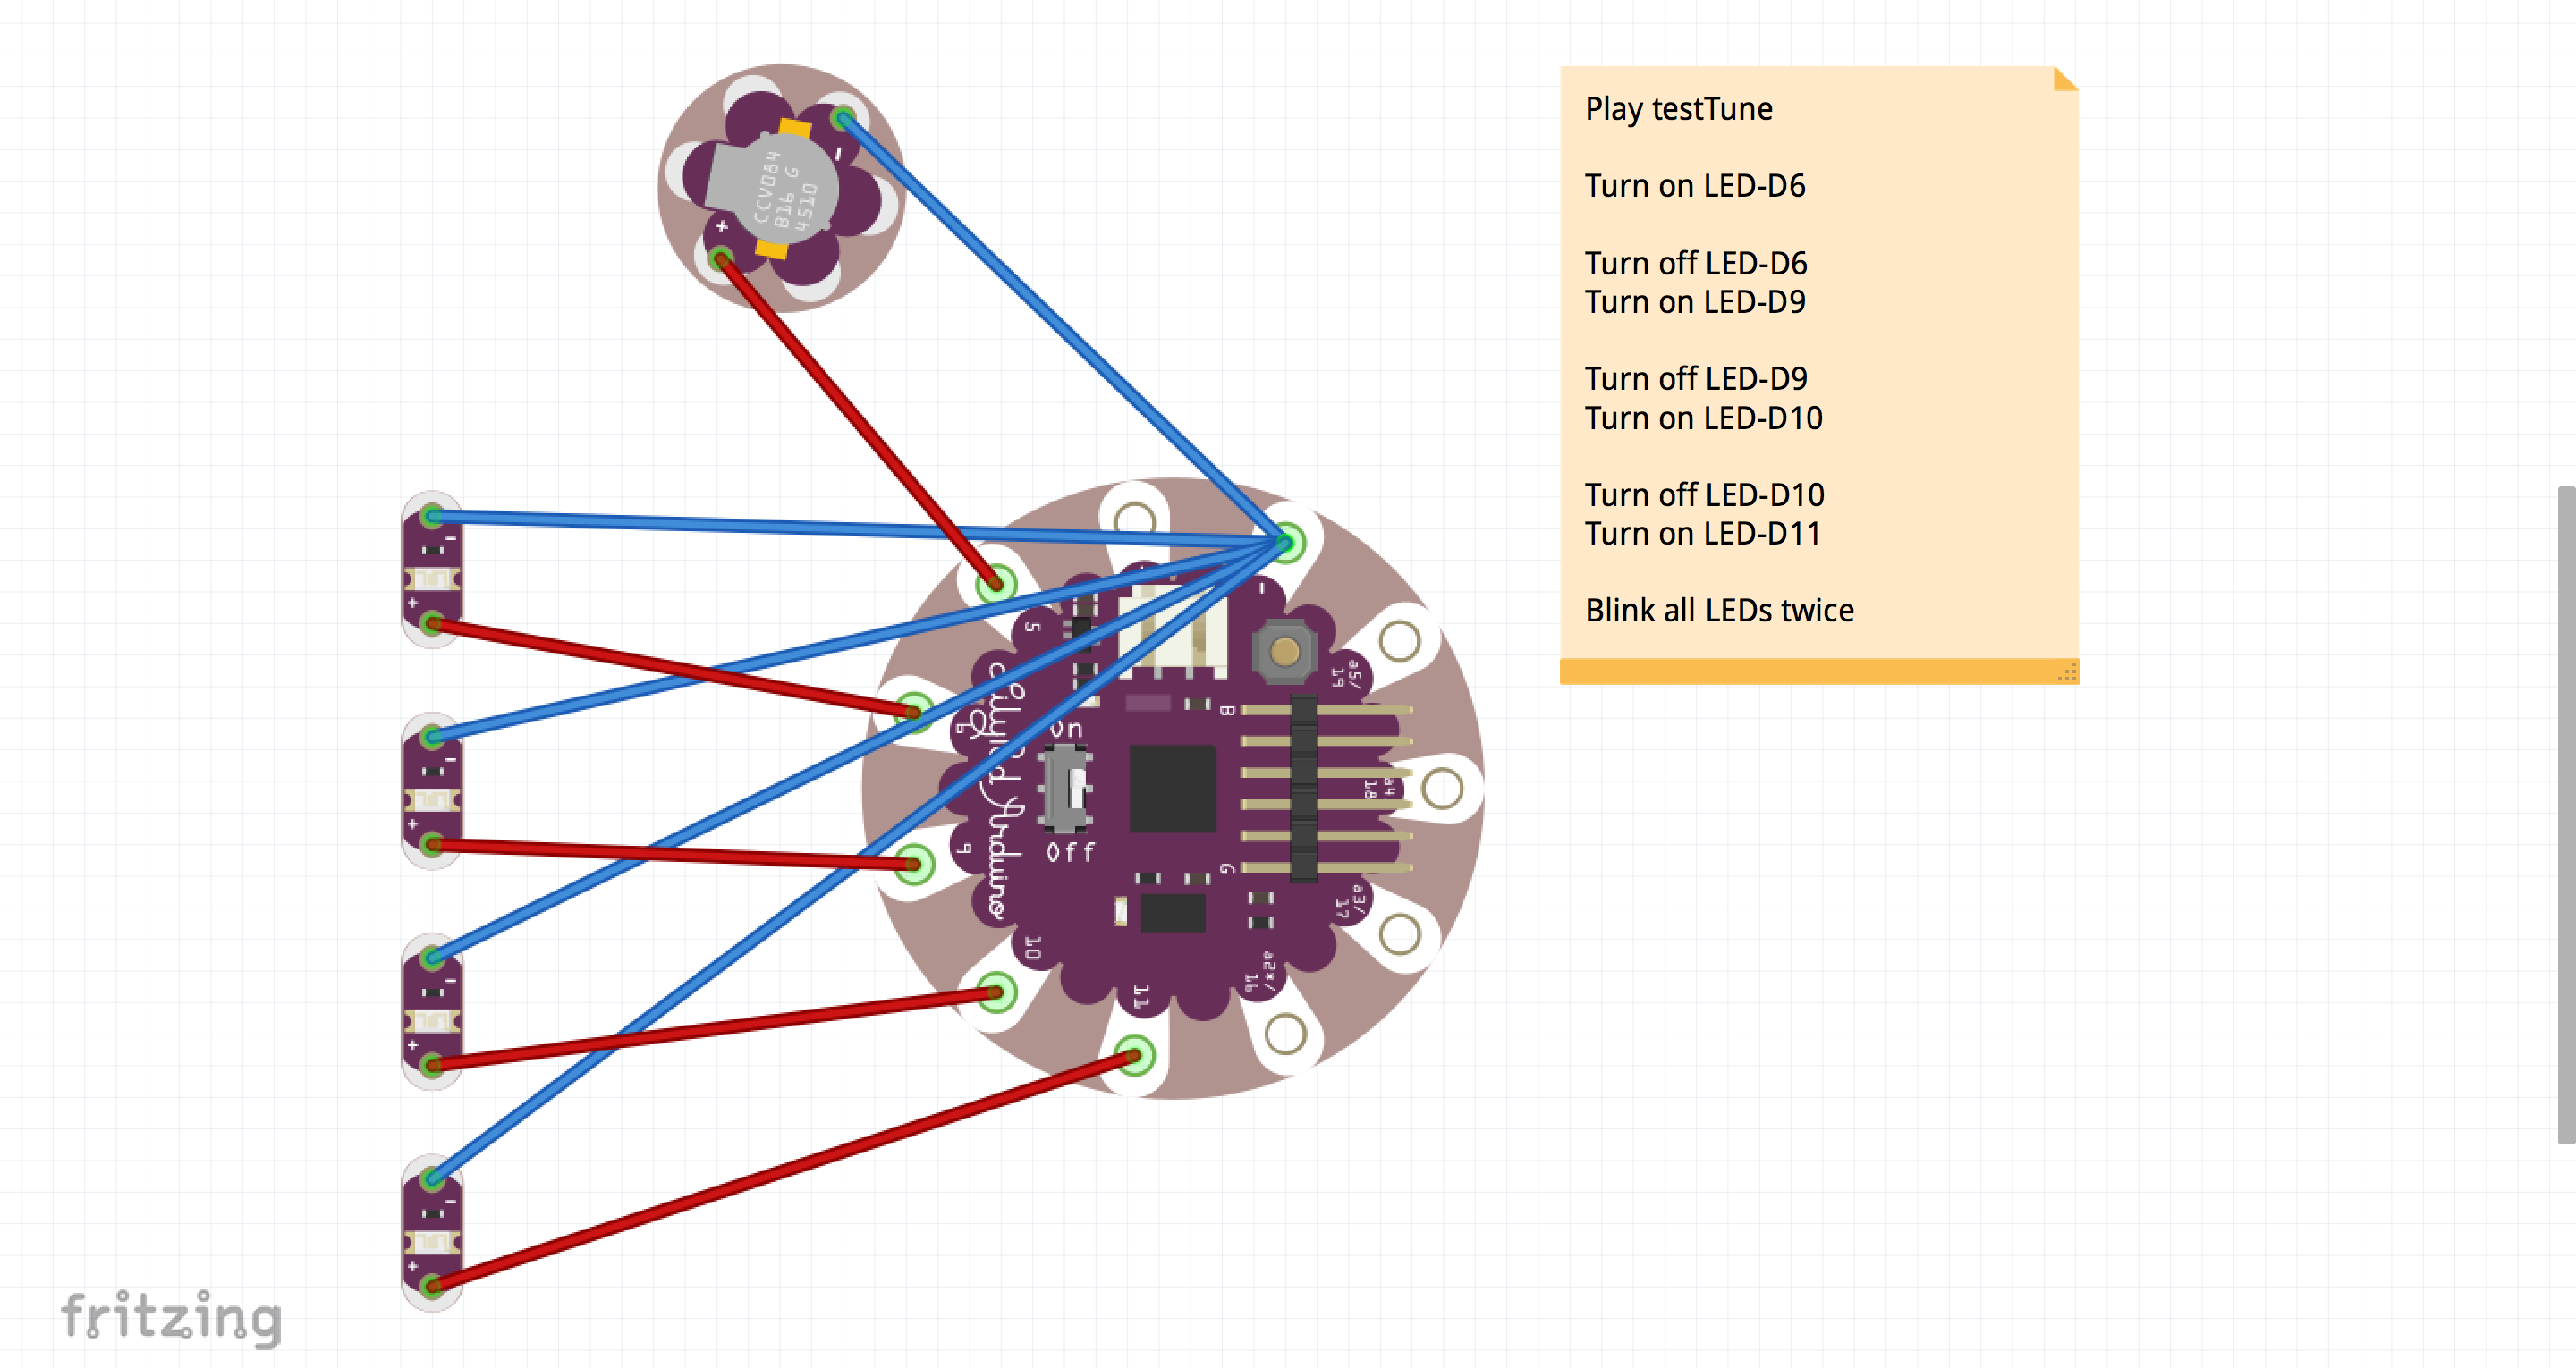 CCV084
B16 G
4510
-
+
Play testTune
Turn on LED-D6
Turn off LED-D6
Turn on LED-D9
Turn off LED-D9
Turn on LED-D10
Turn off LED-D10
Turn on LED-D11
Blink all LEDs twice
-
+
-
+
-
+
-
+
-
5
6
9
10
11
LilyPad Arduino
On
Off
B
G
a5/
19
a4
18
a3/
17
a2*/
16
fritzing